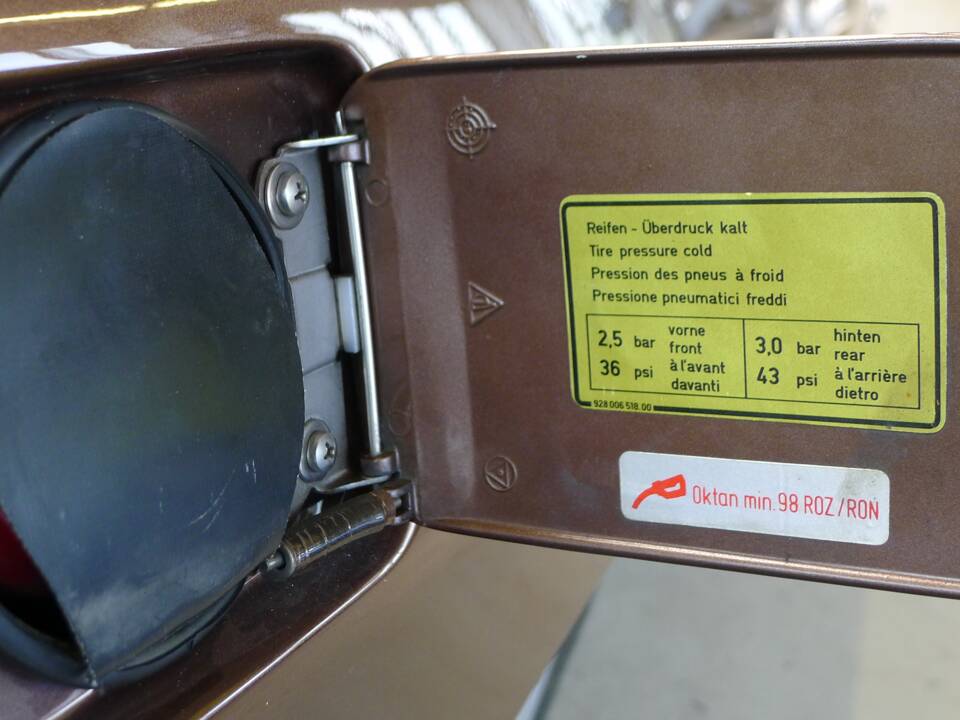 Reifen - Überdruck kalt
Tire pressure cold
Pression des pneus à froid
Pressione pneumatici freddi
2,5 bar vorne
front
36 psi à l'avant
davanti
3,0 bar hinten
rear
43 psi à l'arrière
dietro
928 006 518.00
Oktan min. 98 ROZ/RON